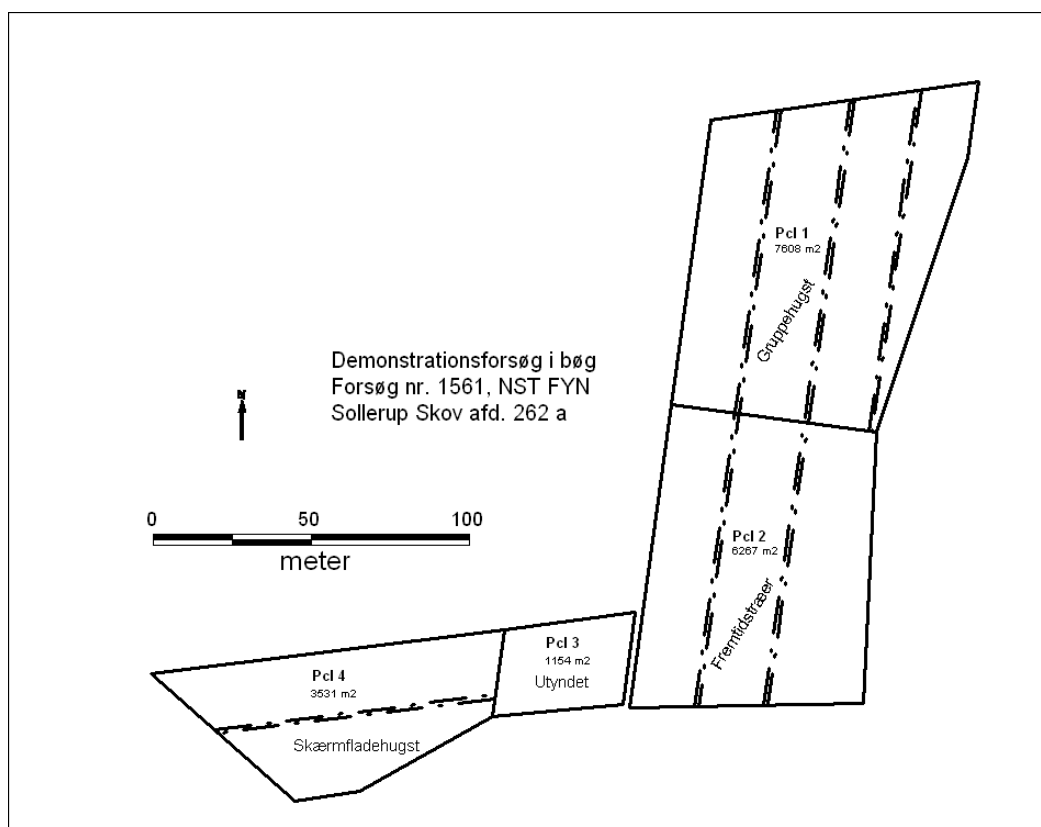 Pcl 1
7608 m2
Gruppehugst
Demonstrationsforsøg i bøg
Forsøg nr. 1561, NST FYN
Sollerup Skov afd. 262 a
N
0 50 100
meter
Pcl 2
6267 m2
Fremtidstræer
Pcl 3
1154 m2
Utyndet
Pcl 4
3531 m2
Skærmfladehugst